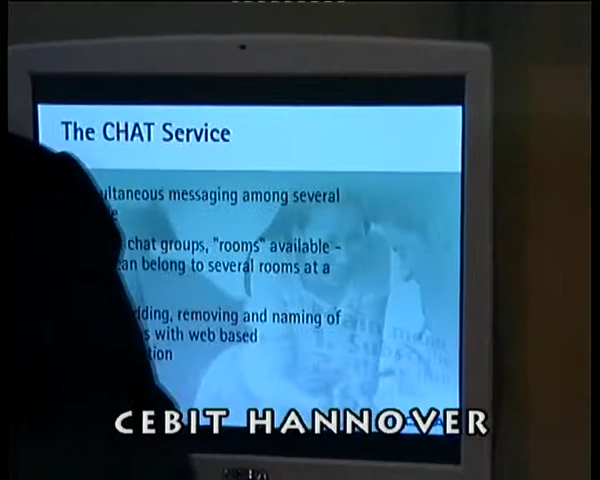 The CHAT Service
ultaneous messaging among several
chat groups, "rooms" available -
an belong to several rooms at a
dding, removing and naming of
s with web based
tion
CEBIT HANNOVER